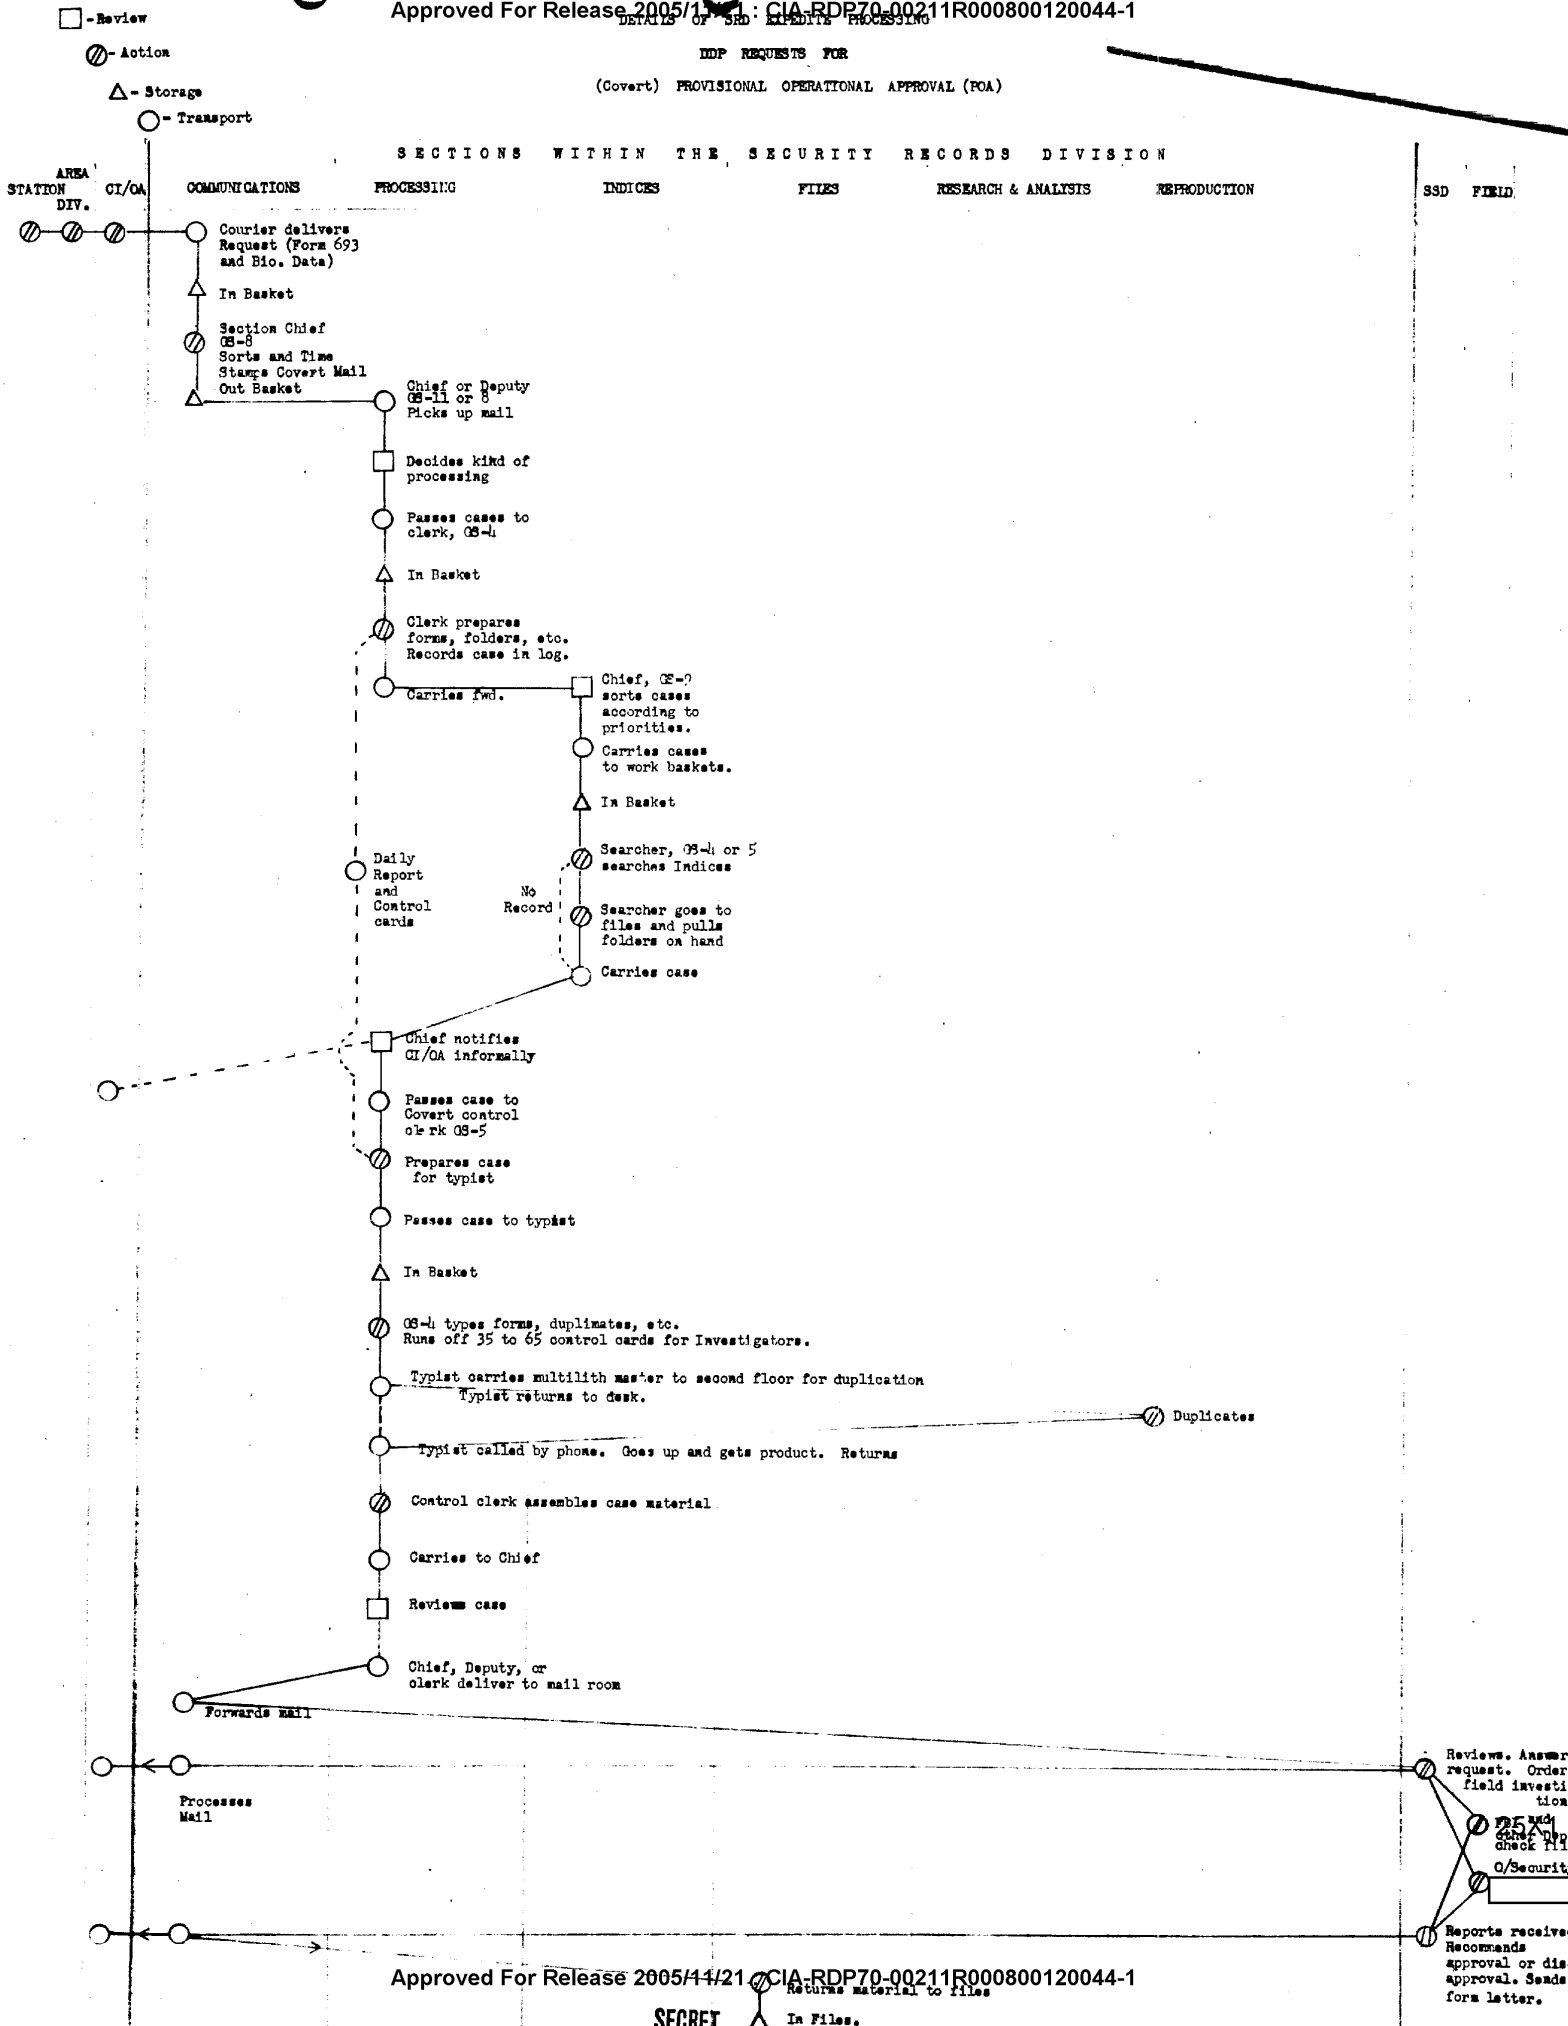 Approved For Release 2005/11/21 : CIA-RDP70-00211R000800120044-1
DETAILS OF SRD EXPEDITE PROCESSING
DDP REQUESTS FOR
(Covert) PROVISIONAL OPERATIONAL APPROVAL (POA)
-Review
- Action
- Storage
- Transport
SECTIONS WITHIN THE SECURITY RECORDS DIVISION
STATION
AREA
DIV.
CI/OA
COMMUNICATIONS
PROCESSING
INDICES
FILES
RESEARCH & ANALYSIS
REPRODUCTION
SSD
FIELD
Courier delivers
Request (Form 693
and Bio. Data)
In Basket
Section Chief
GS-8
Sorts and Time
Stamps Covert Mail
Out Basket
Chief or Deputy
GS-11 or 8
Picks up mail
Decides kind of
processing
Passes cases to
clerk, GS-4
In Basket
Clerk prepares
forms, folders, etc.
Records case in log.
Carries fwd.
Chief, GS-9
sorts cases
according to
priorities.
Carries cases
to work baskets.
In Basket
Searcher, GS-4 or 5
searches Indices
No
Record
Searcher goes to
files and pulls
folders on hand
Carries case
Daily
Report
and
Control
cards
Chief notifies
CI/OA informally
Passes case to
Covert control
clerk GS-5
Prepares case
for typist
Passes case to typist
In Basket
GS-4 types forms, duplimates, etc.
Runs off 35 to 65 control cards for Investigators.
Typist carries multilith master to second floor for duplication
Typist returns to desk.
Duplicates
Typist called by phone. Goes up and gets product. Returns
Control clerk assembles case material
Carries to Chief
Reviews case
Chief, Deputy, or
clerk deliver to mail room
Forwards mail
Processes
Mail
Reviews. Answer
request. Order
field investi
tion
and
25X1
check
O/Securit
Reports receive
Recommends
approval or dis
approval. Sends
form letter.
Approved For Release 2005/11/21 : CIA-RDP70-00211R000800120044-1
Returns material to files
SECRET
In Files.